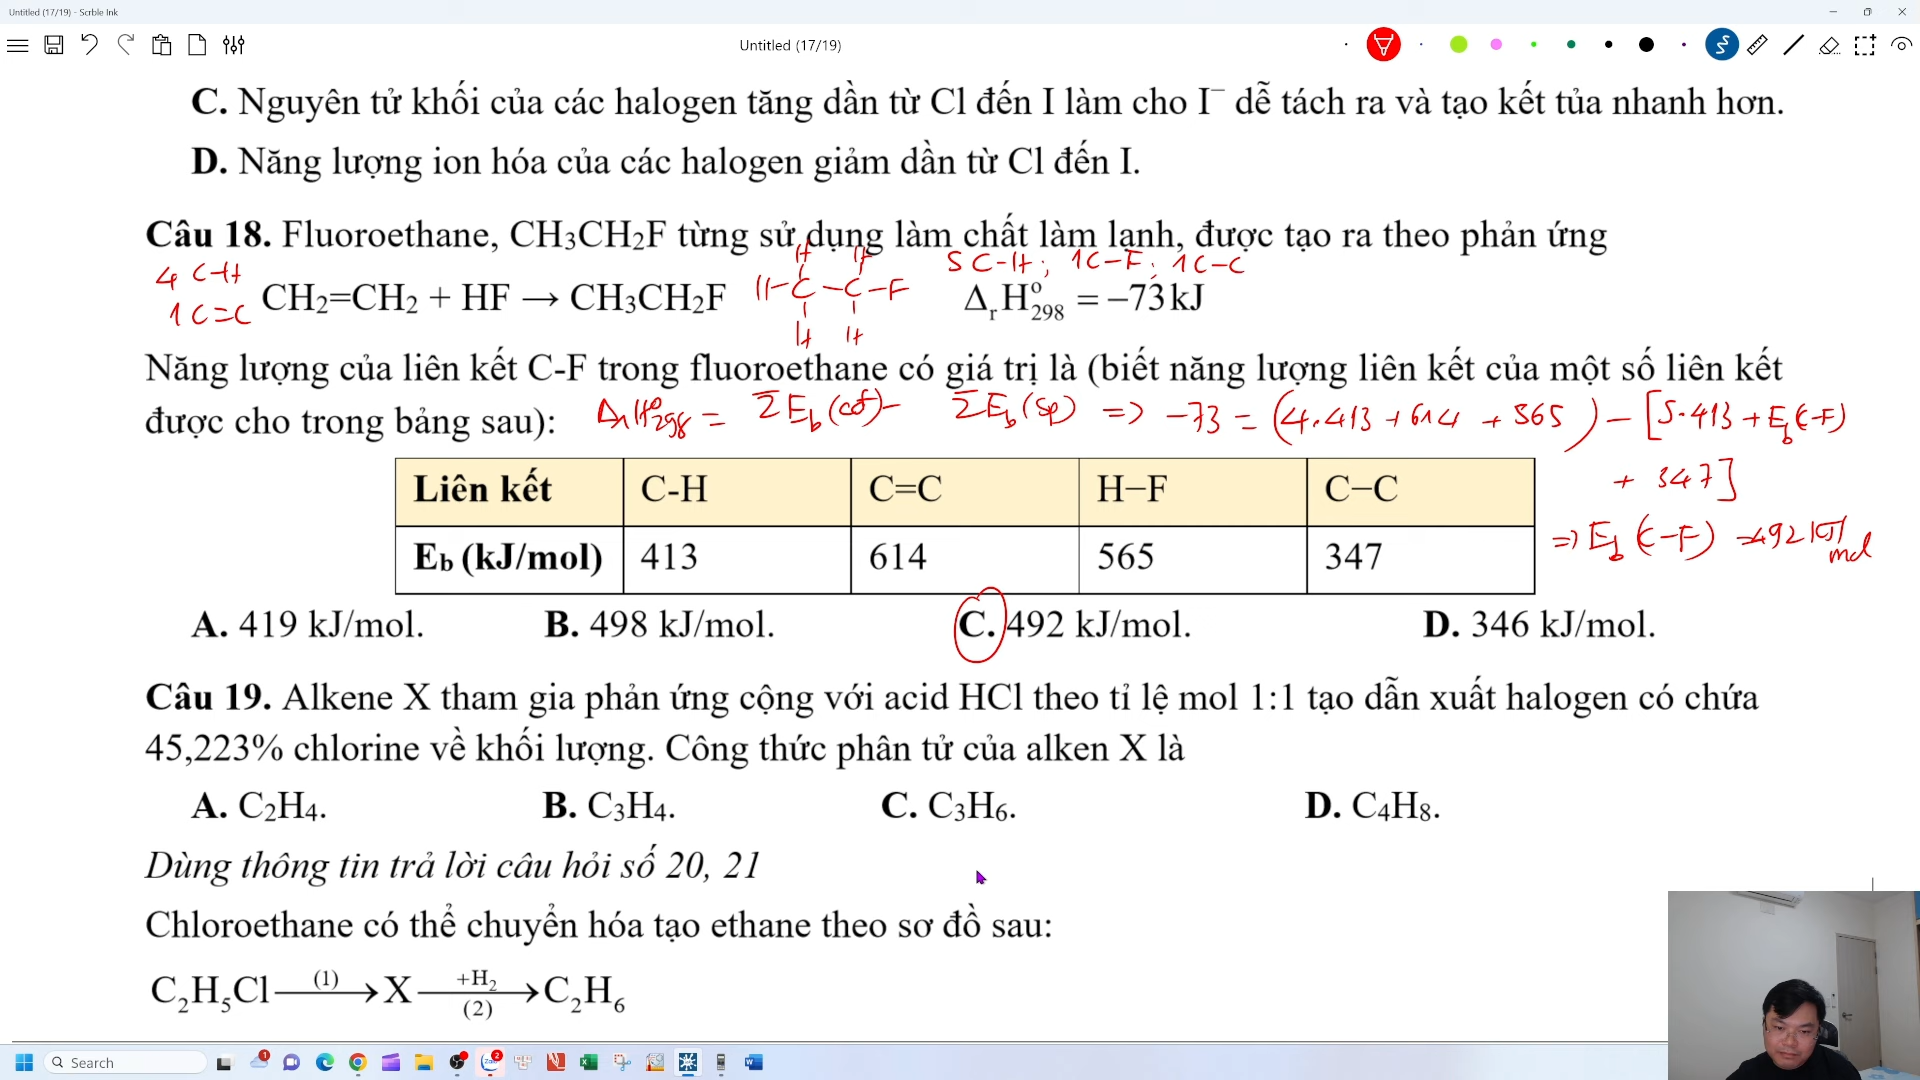 Untitled (17/19) - Scrble Ink
Untitled (17/19)
C. Nguyên tử khối của các halogen tăng dần từ Cl đến I làm cho I⁻ dễ tách ra và tạo kết tủa nhanh hơn.
D. Năng lượng ion hóa của các halogen giảm dần từ Cl đến I.
Câu 18. Fluoroethane, CH₃CH₂F từng sử dụng làm chất làm lạnh, được tạo ra theo phản ứng
4 C-H
1 C=C
H H
H-C-C-F
H H
5 C-H ; 1C-F ; 1C-C
CH₂=CH₂ + HF → CH₃CH₂F ΔᵣH°₂₉₈ = −73 kJ
Năng lượng của liên kết C-F trong fluoroethane có giá trị là (biết năng lượng liên kết của một số liên kết
được cho trong bảng sau):
ΔᵣH°₂₉₈ = ΣE_b(cđ) - ΣE_b(sp) => -73 = (4.413 + 614 + 565) - [5.413 + E_b(C-F)
+ 347]
=> E_b (C-F) = 492 kJ/mol
Liên kết C-H C=C H−F C−C
E_b (kJ/mol) 413 614 565 347
A. 419 kJ/mol. B. 498 kJ/mol. C. 492 kJ/mol. D. 346 kJ/mol.
Câu 19. Alkene X tham gia phản ứng cộng với acid HCl theo tỉ lệ mol 1:1 tạo dẫn xuất halogen có chứa
45,223% chlorine về khối lượng. Công thức phân tử của alken X là
A. C₂H₄. B. C₃H₄. C. C₃H₆. D. C₄H₈.
Dùng thông tin trả lời câu hỏi số 20, 21
Chloroethane có thể chuyển hóa tạo ethane theo sơ đồ sau:
C₂H₅Cl —(1)→ X —+H₂ (2)→ C₂H₆
Search